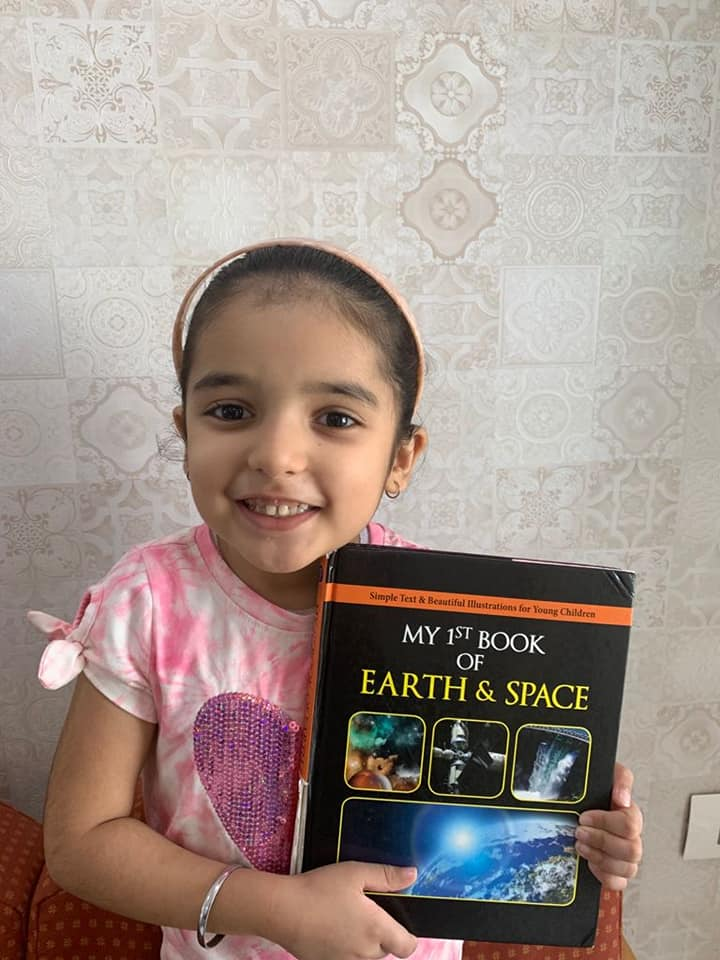 Simple Text & Beautiful Illustrations for Young Children
MY 1ST BOOK
OF
EARTH & SPACE